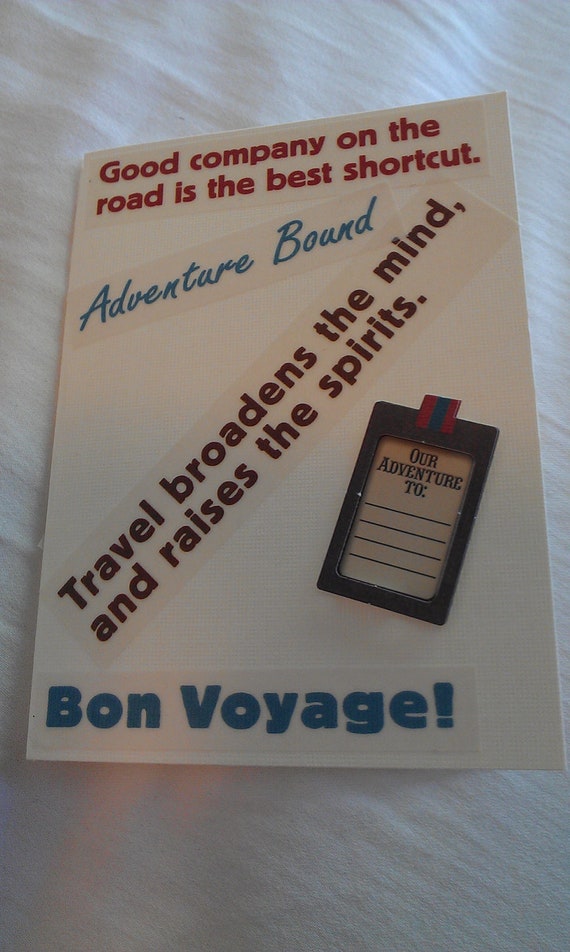 Good company on the
road is the best shortcut.
Adventure Bound
Travel broadens the mind,
and raises the spirits.
OUR
ADVENTURE
TO:
Bon Voyage!